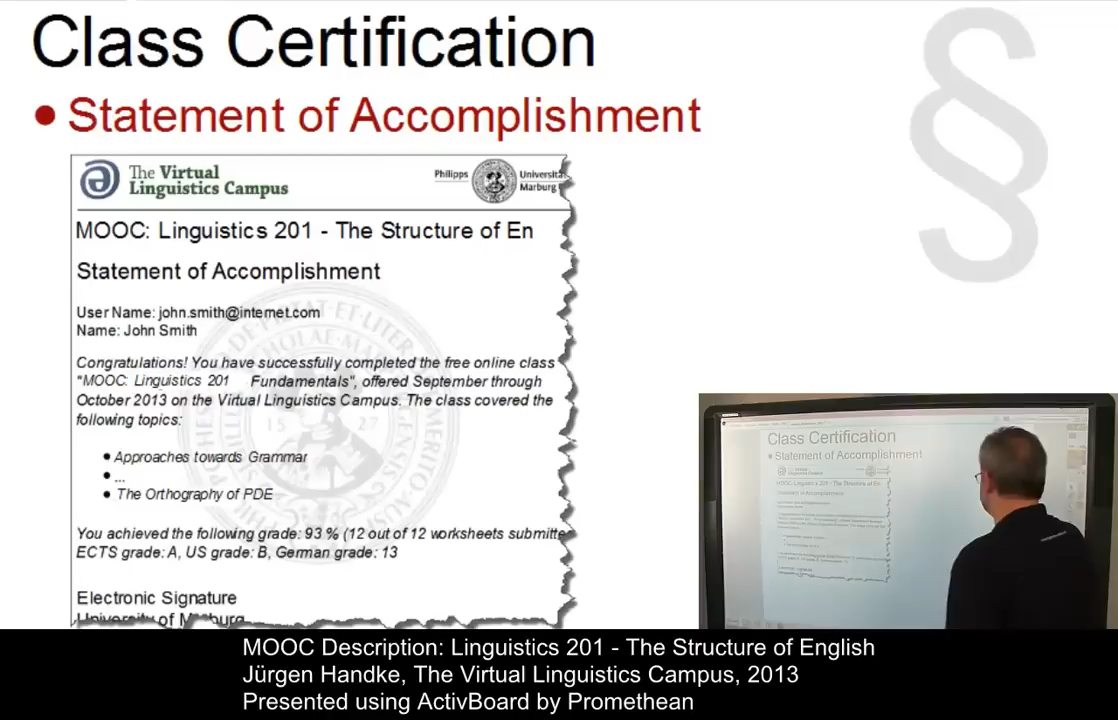 Class Certification
• Statement of Accomplishment
The Virtual
Linguistics Campus
Philipps
Universität
Marburg
MOOC: Linguistics 201 - The Structure of En
Statement of Accomplishment
User Name: john.smith@internet.com
Name: John Smith
Congratulations! You have successfully completed the free online class
"MOOC: Linguistics 201 Fundamentals", offered September through
October 2013 on the Virtual Linguistics Campus. The class covered the
following topics:
• Approaches towards Grammar
• ...
• The Orthography of PDE
You achieved the following grade: 93 % (12 out of 12 worksheets submitte
ECTS grade: A, US grade: B, German grade: 13
Electronic Signature
University of Marburg
Class Certification
• Statement of Accomplishment
MOOC Description: Linguistics 201 - The Structure of English
Jürgen Handke, The Virtual Linguistics Campus, 2013
Presented using ActivBoard by Promethean